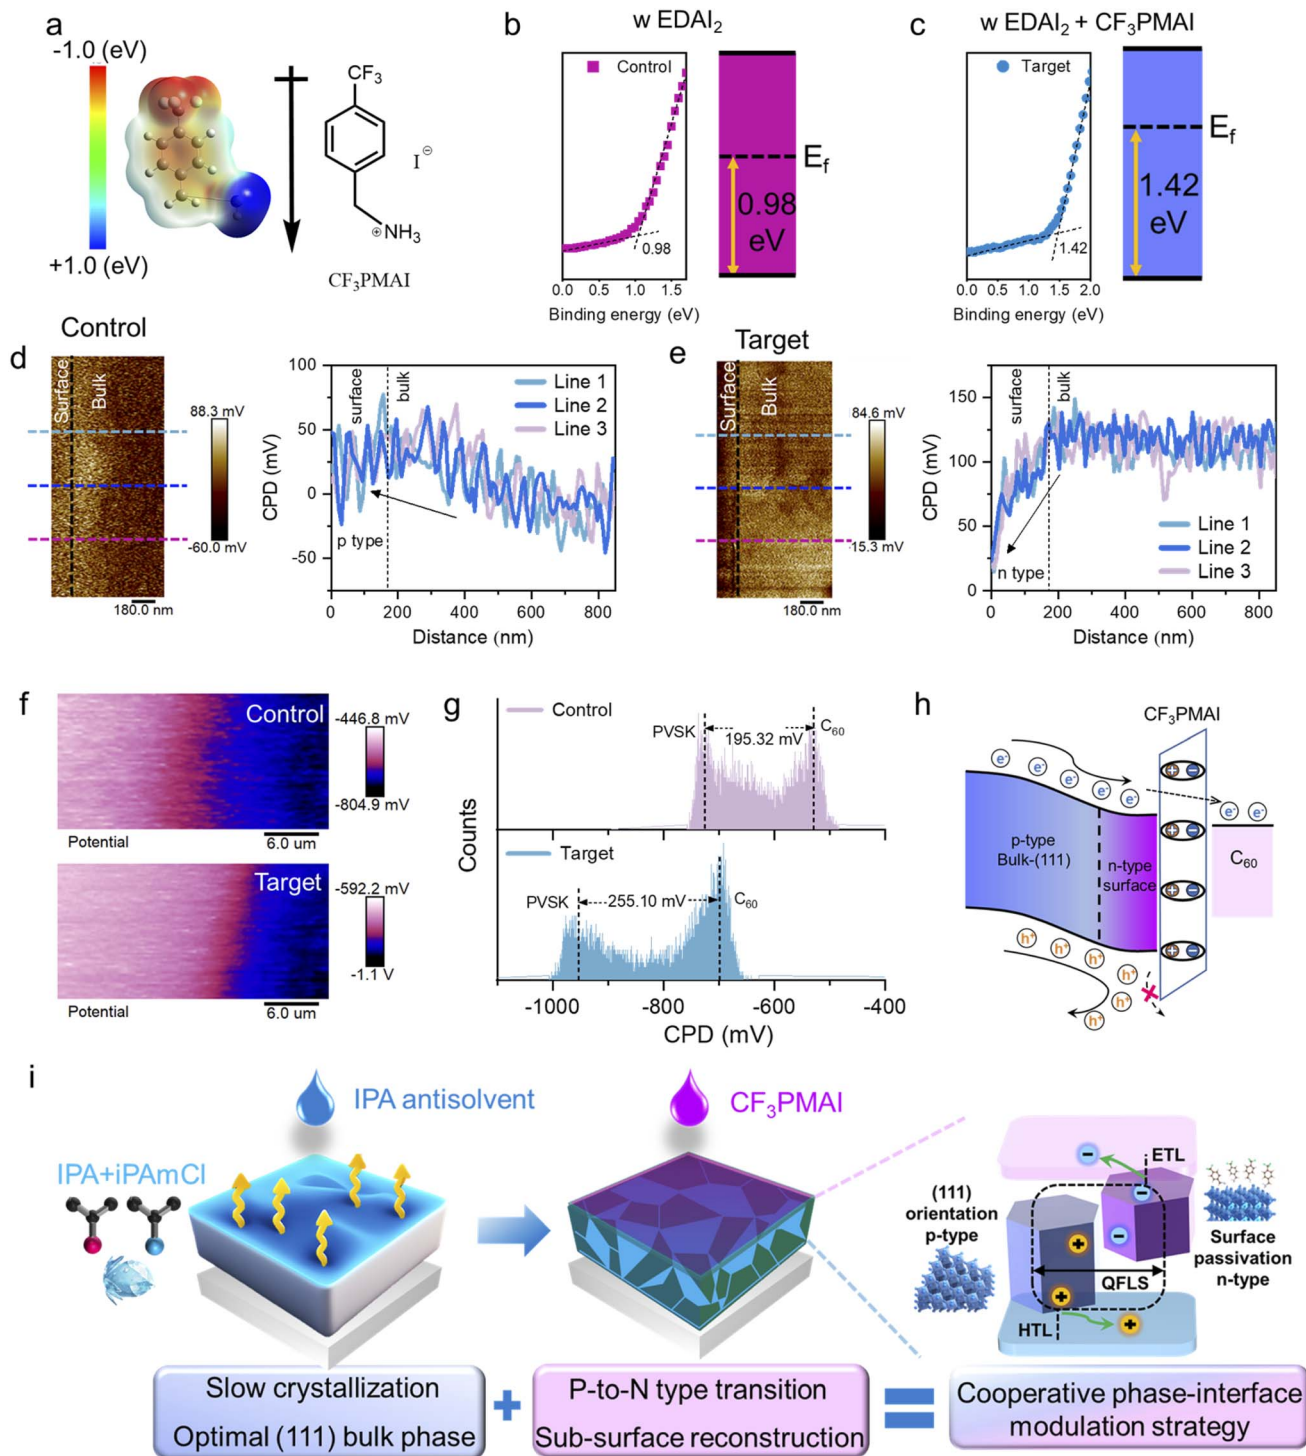 a
-1.0 (eV)
+1.0 (eV)
CF₃
I⊖
⊕NH₃
CF₃PMAI
b
w EDAI₂
Control
0.98
0.0 0.5 1.0 1.5
Binding energy (eV)
E_f
0.98
eV
c
w EDAI₂ + CF₃PMAI
Target
1.42
0.0 0.5 1.0 1.5 2.0
Binding energy (eV)
E_f
1.42
eV
d
Control
Surface
Bulk
88.3 mV
-60.0 mV
180.0 nm
CPD (mV)
100
50
0
-50
surface
bulk
Line 1
Line 2
Line 3
p type
0 200 400 600 800
Distance (nm)
e
Target
Surface
Bulk
84.6 mV
-15.3 mV
180.0 nm
CPD (mV)
150
100
50
0
surface
bulk
Line 1
Line 2
Line 3
n type
0 200 400 600 800
Distance (nm)
f
Control
-446.8 mV
-804.9 mV
Potential
6.0 um
Target
-592.2 mV
-1.1 V
Potential
6.0 um
g
Counts
Control
PVSK
195.32 mV
C₆₀
Target
PVSK
255.10 mV
C₆₀
-1000 -800 -600 -400
CPD (mV)
h
CF₃PMAI
e⁻ e⁻ e⁻ e⁻ e⁻
e⁻ e⁻ e⁻
p-type
Bulk-(111)
n-type
surface
C₆₀
h⁺ h⁺ h⁺ h⁺
h⁺
h⁺
i
IPA antisolvent
IPA+iPAmCl
CF₃PMAI
(111)
orientation
p-type
ETL
QFLS
HTL
Surface
passivation
n-type
Slow crystallization
Optimal (111) bulk phase
+
P-to-N type transition
Sub-surface reconstruction
=
Cooperative phase-interface
modulation strategy